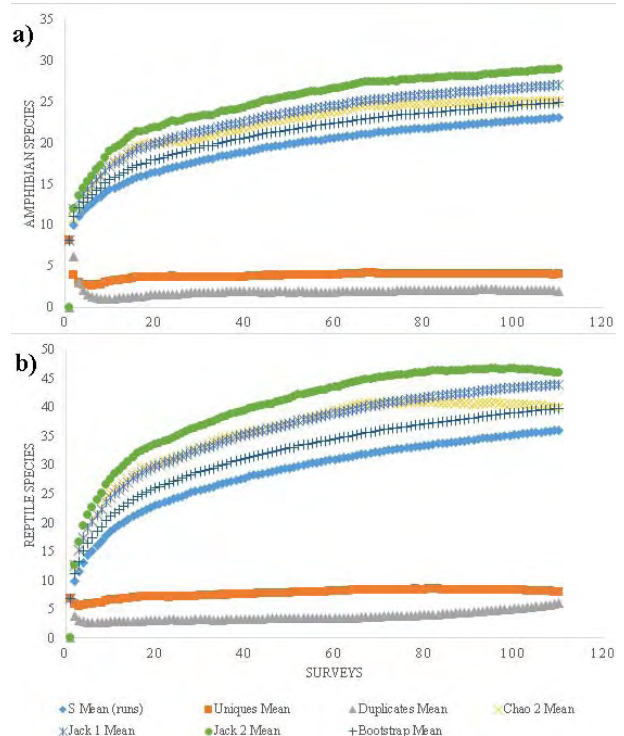 a)
35
30
25
20
15
10
5
0
AMPHIBIAN SPECIES
0 20 40 60 80 100 120
b)
50
45
40
35
30
25
20
15
10
5
0
REPTILE SPECIES
0 20 40 60 80 100 120
SURVEYS
S Mean (runs) Uniques Mean Duplicates Mean Chao 2 Mean
Jack 1 Mean Jack 2 Mean Bootstrap Mean